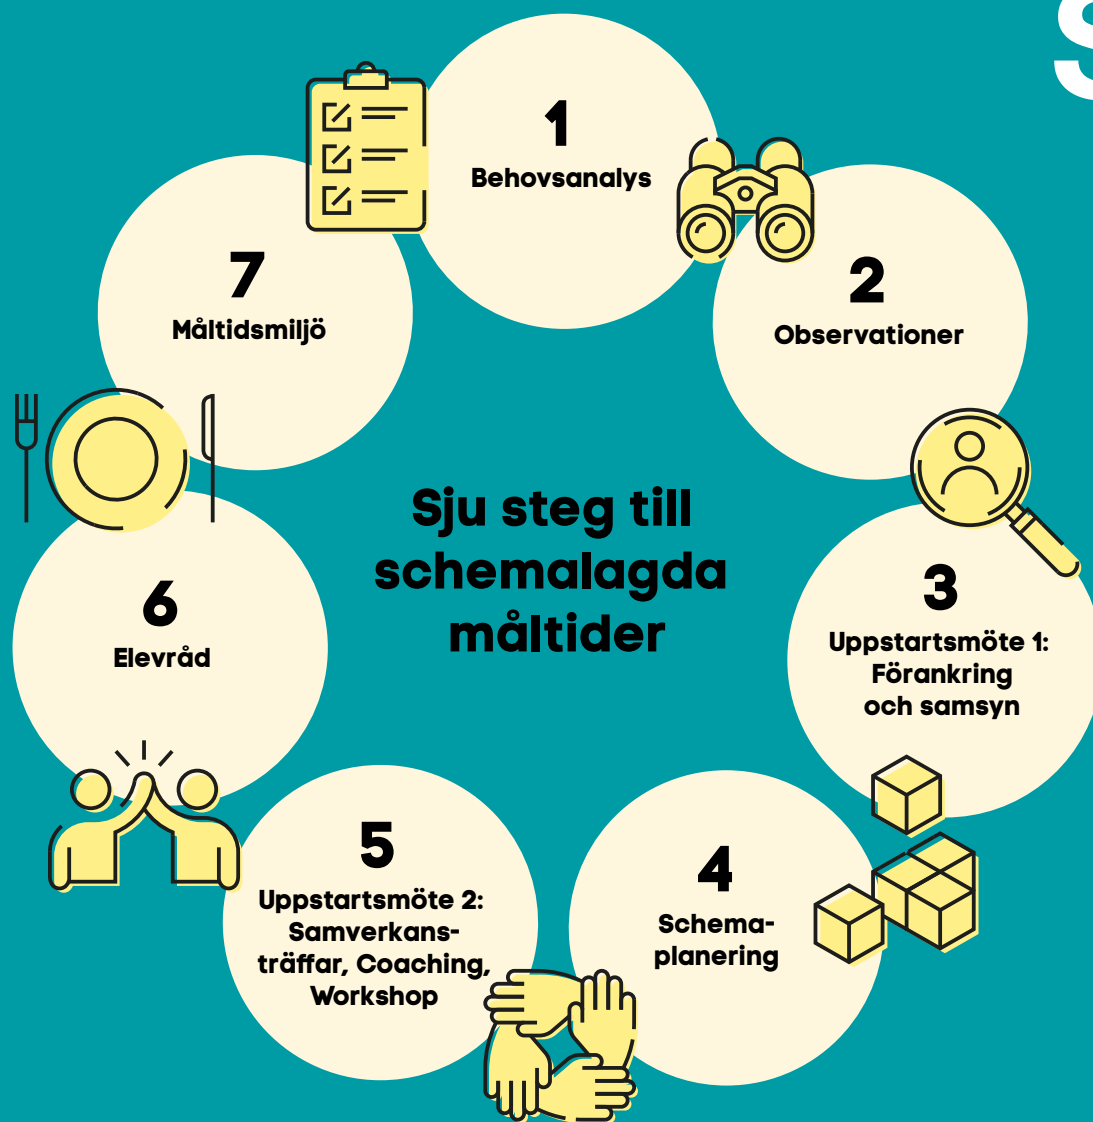 Sju steg till
schemalagda
måltider
1
Behovsanalys
2
Observationer
3
Uppstartsmöte 1:
Förankring
och samsyn
4
Schema-
planering
5
Uppstartsmöte 2:
Samverkans-
träffar, Coaching,
Workshop
6
Elevråd
7
Måltidsmiljö